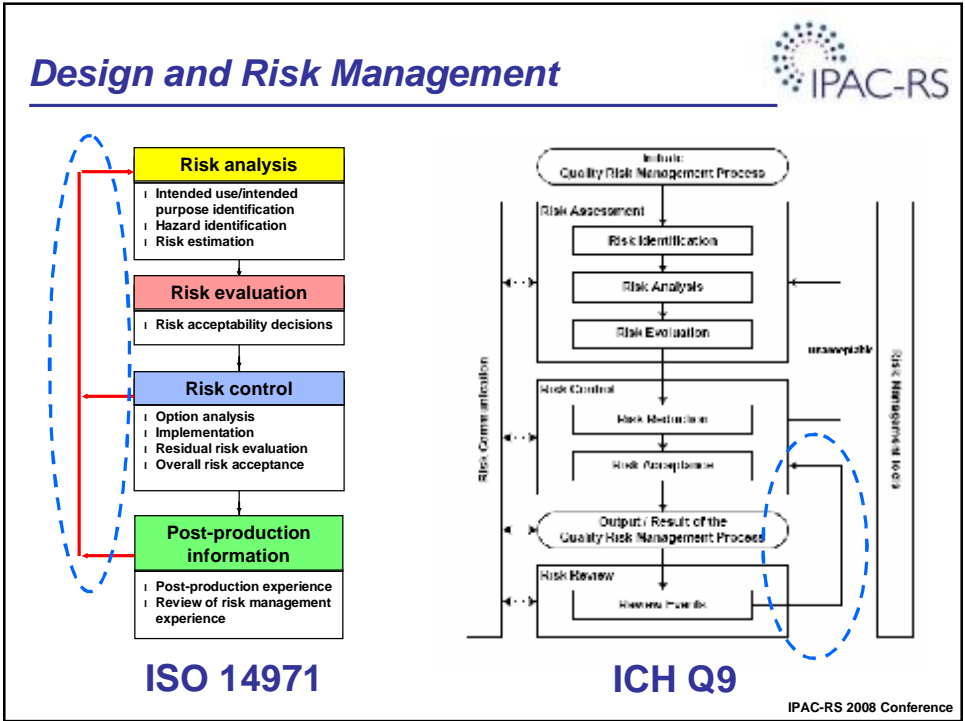 Design and Risk Management
IPAC-RS
Risk analysis
ı Intended use/intended
purpose identification
ı Hazard identification
ı Risk estimation
Risk evaluation
ı Risk acceptability decisions
Risk control
ı Option analysis
ı Implementation
ı Residual risk evaluation
ı Overall risk acceptance
Post-production
information
ı Post-production experience
ı Review of risk management
experience
ISO 14971
Initiate
Quality Risk Management Process
Risk Assessment
Risk Identification
Risk Analysis
Risk Evaluation
unacceptable
Risk Control
Risk Reduction
Risk Acceptance
Output / Result of the
Quality Risk Management Process
Risk Review
Review Events
Risk Communication
Risk Management tools
ICH Q9
IPAC-RS 2008 Conference